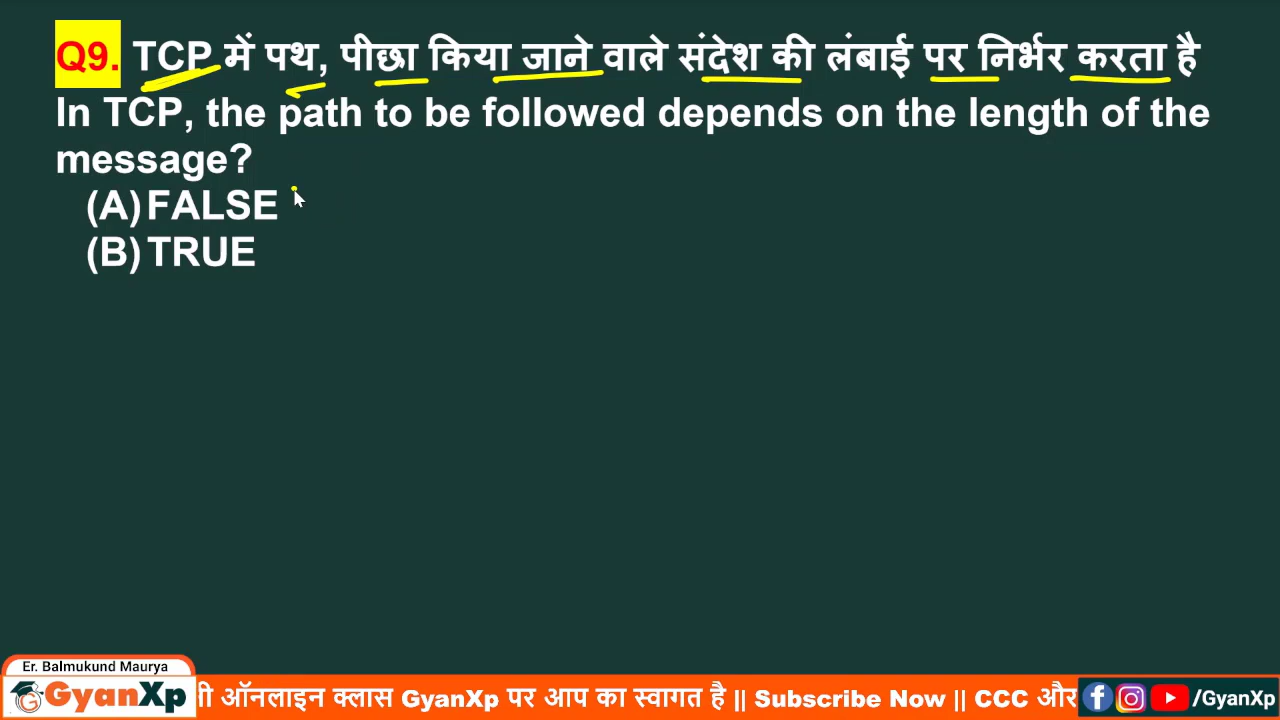 Q9. TCP में पथ, पीछा किया जाने वाले संदेश की लंबाई पर निर्भर करता है
In TCP, the path to be followed depends on the length of the
message?
(A) FALSE
(B) TRUE
Er. Balmukund Maurya
GyanXp
ी ऑनलाइन क्लास GyanXp पर आप का स्वागत है || Subscribe Now || CCC और
/GyanXp